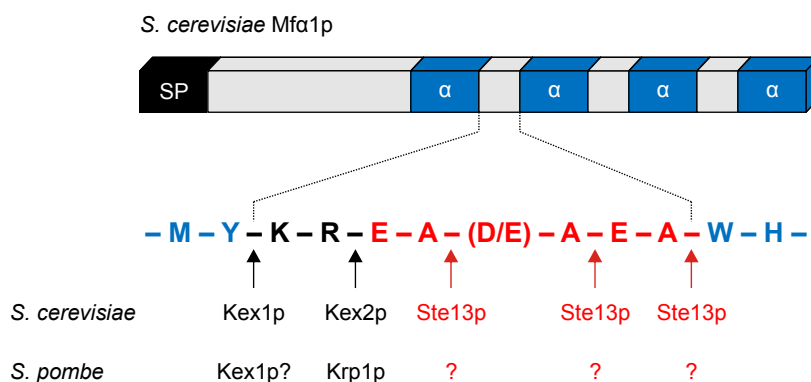 S. cerevisiae Mfα1p
SP α α α α
– M – Y – K – R – E – A – (D/E) – A – E – A – W – H –
S. cerevisiae Kex1p Kex2p Ste13p Ste13p Ste13p
S. pombe Kex1p? Krp1p ? ? ?